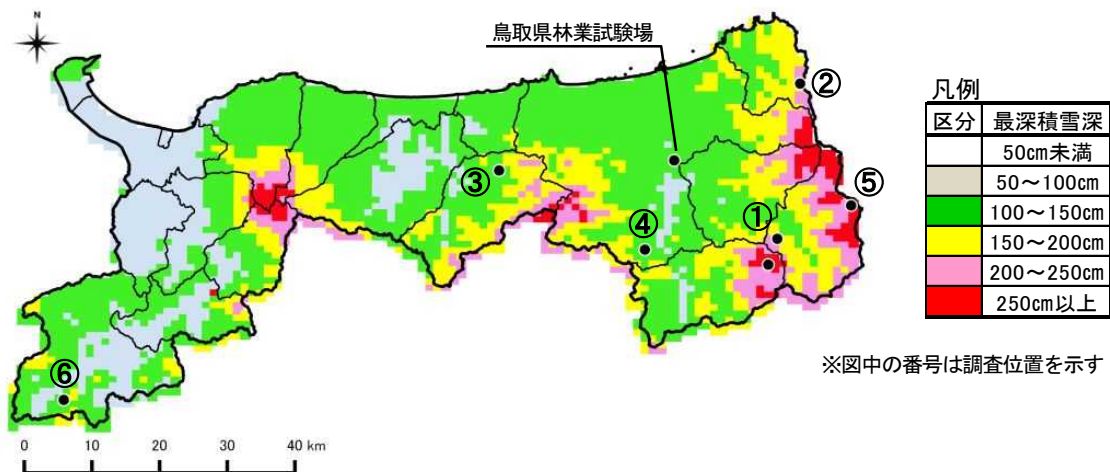 N
鳥取県林業試験場
②
③
⑤
①
④
⑥
0 10 20 30 40 km
凡例
区分 最深積雪深
50cm未満
50～100cm
100～150cm
150～200cm
200～250cm
250cm以上
※図中の番号は調査位置を示す